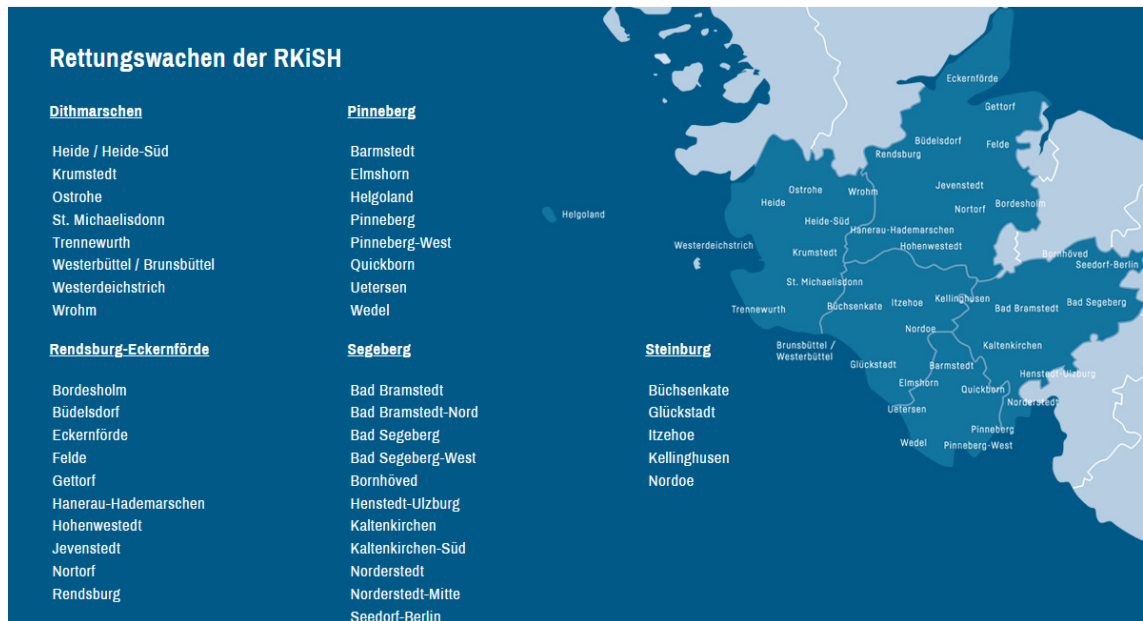 Rettungswachen der RKiSH
Dithmarschen
Heide / Heide-Süd
Krumstedt
Ostrohe
St. Michaelisdonn
Trennewurth
Westerbüttel / Brunsbüttel
Westerdeichstrich
Wrohm
Pinneberg
Barmstedt
Elmshorn
Helgoland
Pinneberg
Pinneberg-West
Quickborn
Uetersen
Wedel
Rendsburg-Eckernförde
Bordesholm
Büdelsdorf
Eckernförde
Felde
Gettorf
Hanerau-Hademarschen
Hohenwestedt
Jevenstedt
Nortorf
Rendsburg
Segeberg
Bad Bramstedt
Bad Bramstedt-Nord
Bad Segeberg
Bad Segeberg-West
Bornhöved
Henstedt-Ulzburg
Kaltenkirchen
Kaltenkirchen-Süd
Norderstedt
Norderstedt-Mitte
Seedorf-Berlin
Steinburg
Büchsenkate
Glückstadt
Itzehoe
Kellinghusen
Nordoe
Eckernförde
Gettorf
Büdelsdorf
Felde
Rendsburg
Jevenstedt
Ostrohe
Wrohm
Heide
Bordesholm
Nortorf
Helgoland
Heide-Süd
Hanerau-Hademarschen
Westerdeichstrich
Hohenwestedt
Krumstedt
Bornhöved
Seedorf-Berlin
St. Michaelisdonn
Kellinghusen
Büchsenkate
Itzehoe
Bad Segeberg
Trennewurth
Bad Bramstedt
Nordoe
Brunsbüttel /
Westerbüttel
Kaltenkirchen
Glückstadt
Barmstedt
Henstedt-Ulzburg
Elmshorn
Quickborn
Norderstedt
Uetersen
Pinneberg
Wedel
Pinneberg-West